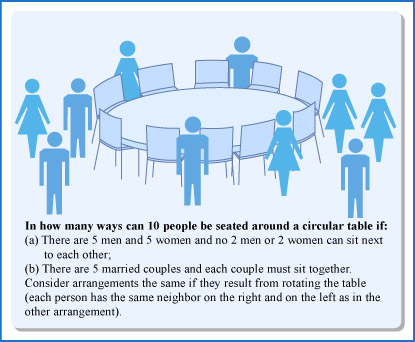 In how many ways can 10 people be seated around a circular table if:
(a) There are 5 men and 5 women and no 2 men or 2 women can sit next
to each other;
(b) There are 5 married couples and each couple must sit together.
Consider arrangements the same if they result from rotating the table
(each person has the same neighbor on the right and on the left as in the
other arrangement).